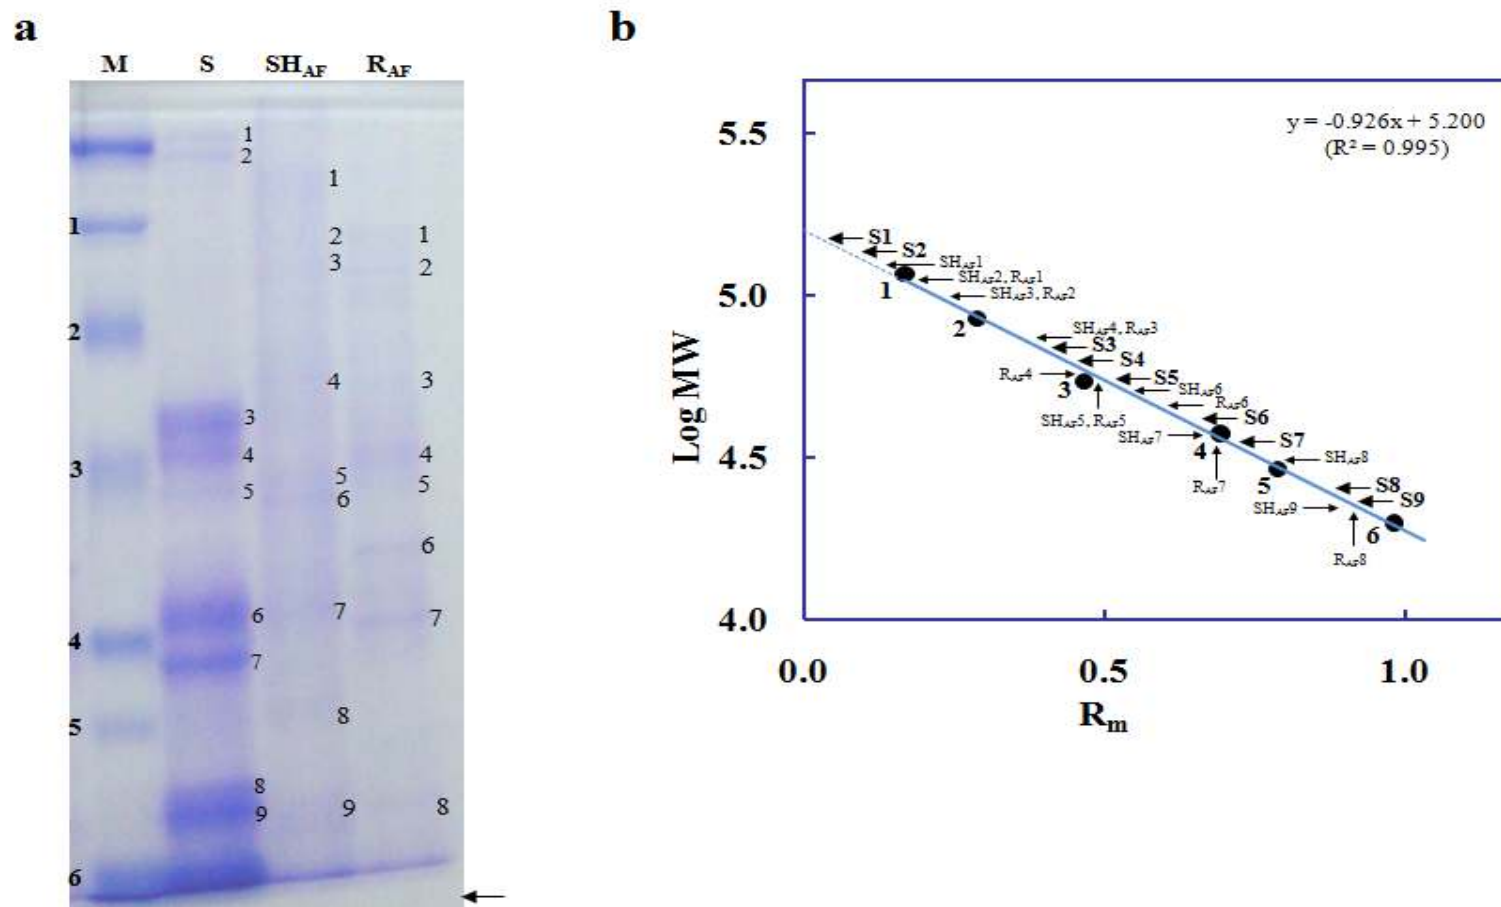 a
M S SH_AF R_AF
1
2
1
1
2
1
3
2
2
4
3
3
4
3
5
5
4
6
5
6
6
7
7
4
7
5
8
8
9
9
8
6
b
y = -0.926x + 5.200
(R² = 0.995)
5.5
5.0
4.5
4.0
Log MW
0.0 0.5 1.0
R_m
S1
S2
SH_AF1
1
SH_AF2, R_AF1
SH_AF3, R_AF2
2
SH_AF4, R_AF3
S3
S4
R_AF4
S5
3
SH_AF6
R_AF6
SH_AF5, R_AF5
S6
SH_AF7
S7
4
SH_AF8
R_AF7
5
S8
S9
SH_AF9
6
R_AF8